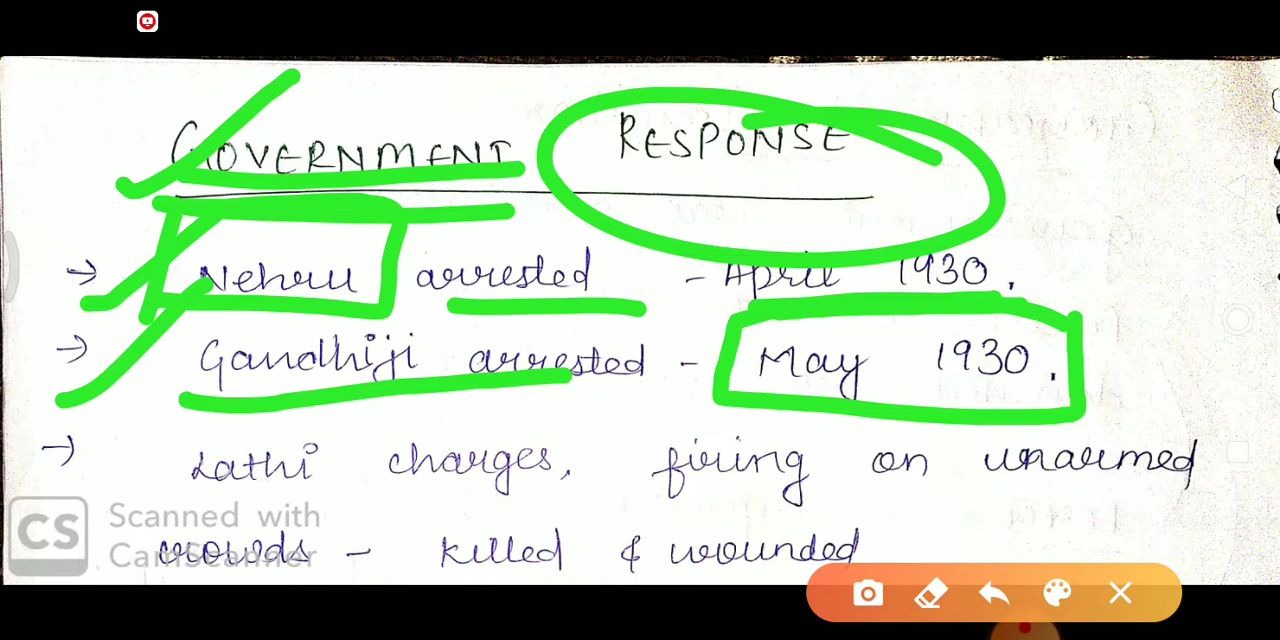 GOVERNMENT RESPONSE
→ Nehru arrested - April 1930.
→ Gandhiji arrested - May 1930.
→ Lathi charges, firing on unarmed
CS Scanned with
CamScanner
crowds - killed & wounded